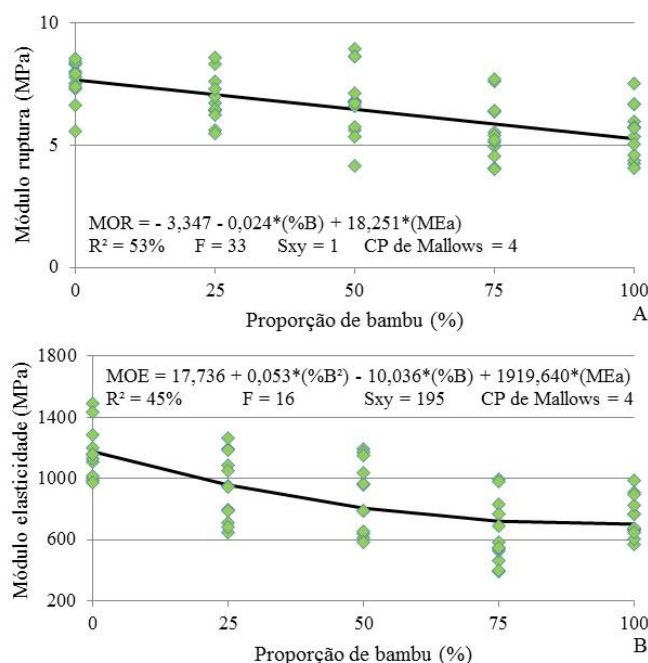 Módulo ruptura (MPa)
10
5
0
MOR = - 3,347 - 0,024*(%B) + 18,251*(MEa)
R² = 53% F = 33 Sxy = 1 CP de Mallows = 4
0 25 50 75 100
Proporção de bambu (%)
A
Módulo elasticidade (MPa)
1800
1400
1000
600
200
MOE = 17,736 + 0,053*(%B²) - 10,036*(%B) + 1919,640*(MEa)
R² = 45% F = 16 Sxy = 195 CP de Mallows = 4
0 25 50 75 100
Proporção de bambu (%)
B